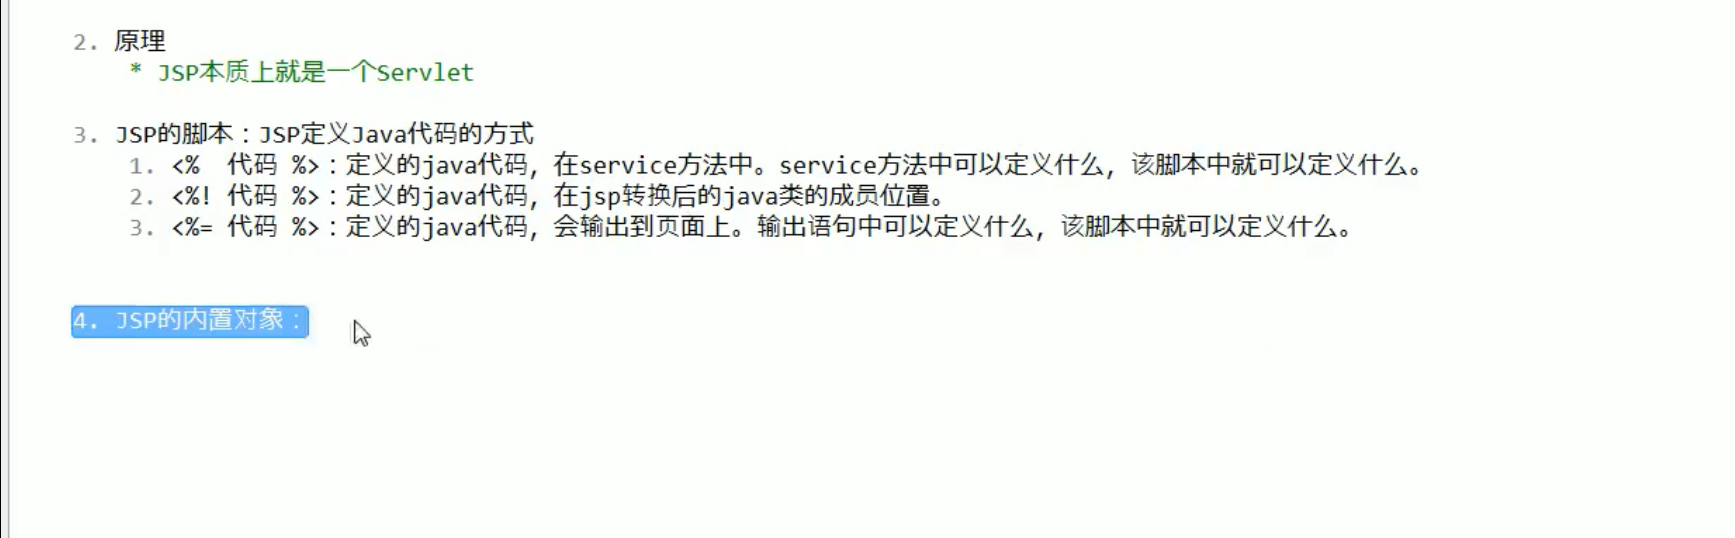 2. 原理
* JSP本质上就是一个Servlet
3. JSP的脚本：JSP定义Java代码的方式
1. <%  代码 %>：定义的java代码，在service方法中。service方法中可以定义什么，该脚本中就可以定义什么。
2. <%! 代码 %>：定义的java代码，在jsp转换后的java类的成员位置。
3. <%= 代码 %>：定义的java代码，会输出到页面上。输出语句中可以定义什么，该脚本中就可以定义什么。
4. JSP的内置对象：